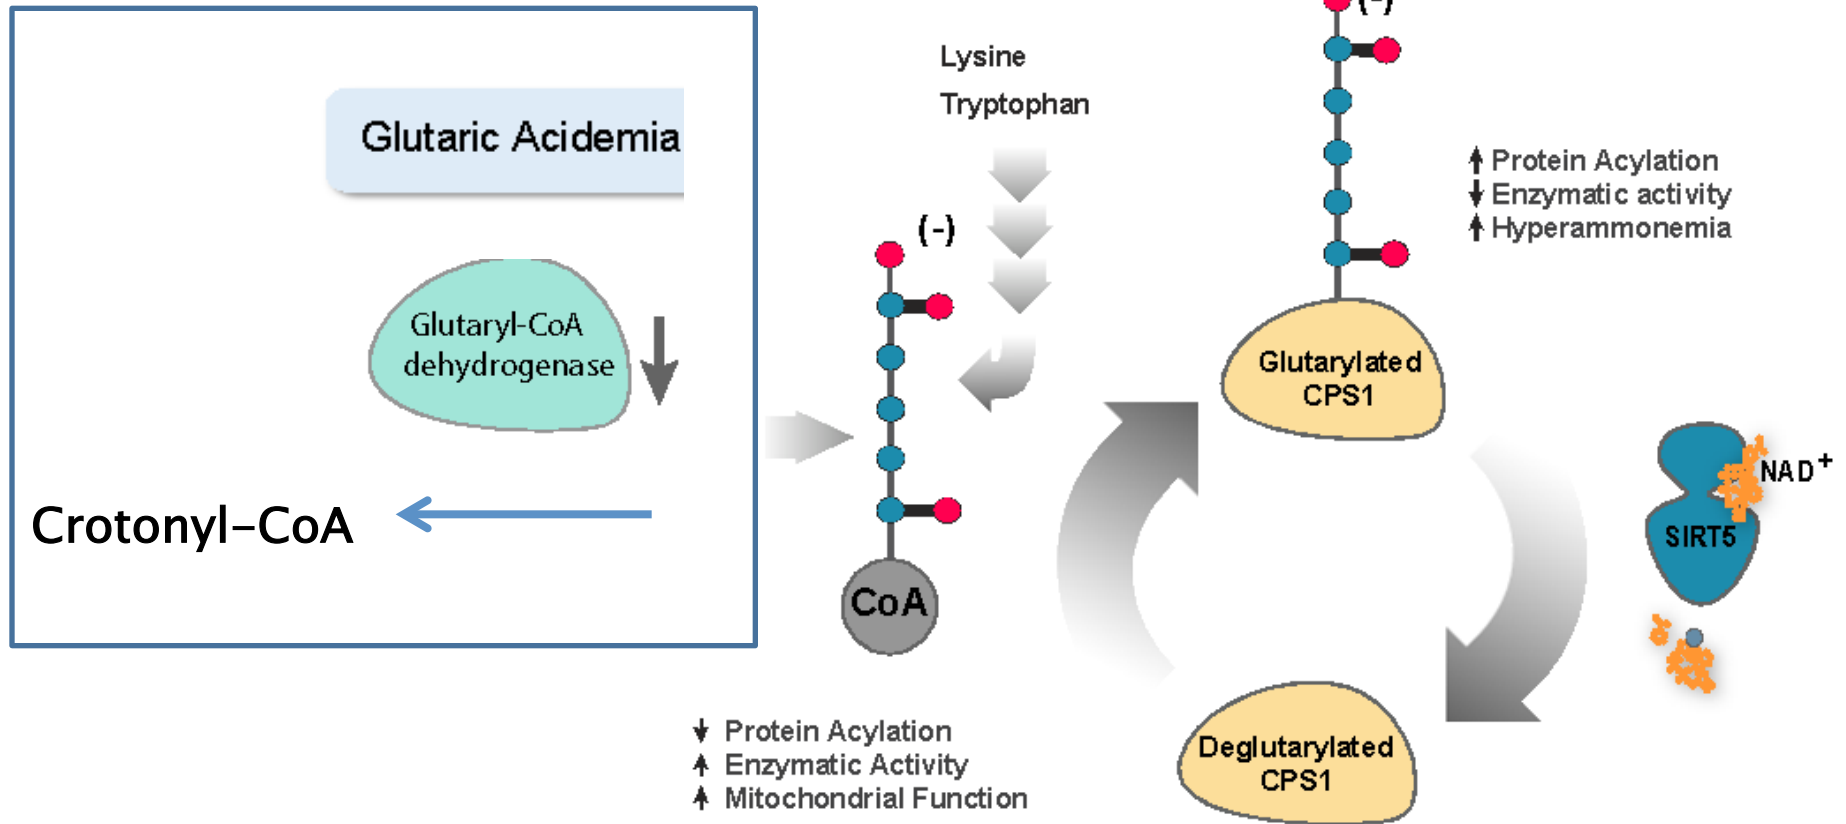 Glutaric Acidemia
Glutaryl-CoA
dehydrogenase
Crotonyl-CoA
Lysine
Tryptophan
(-)
CoA
(-)
Protein Acylation
Enzymatic activity
Hyperammonemia
Glutarylated
CPS1
NAD+
SIRT5
Deglutarylated
CPS1
Protein Acylation
Enzymatic Activity
Mitochondrial Function